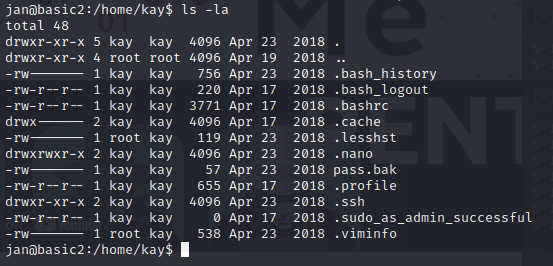 jan@basic2:/home/kay$ ls -la
total 48
drwxr-xr-x 5 kay  kay  4096 Apr 23  2018 .
drwxr-xr-x 4 root root 4096 Apr 19  2018 ..
-rw------- 1 kay  kay   756 Apr 23  2018 .bash_history
-rw-r--r-- 1 kay  kay   220 Apr 17  2018 .bash_logout
-rw-r--r-- 1 kay  kay  3771 Apr 17  2018 .bashrc
drwx------ 2 kay  kay  4096 Apr 17  2018 .cache
-rw------- 1 root kay   119 Apr 23  2018 .lesshst
drwxrwxr-x 2 kay  kay  4096 Apr 23  2018 .nano
-rw------- 1 kay  kay    57 Apr 23  2018 pass.bak
-rw-r--r-- 1 kay  kay   655 Apr 17  2018 .profile
drwxr-xr-x 2 kay  kay  4096 Apr 23  2018 .ssh
-rw-r--r-- 1 kay  kay     0 Apr 17  2018 .sudo_as_admin_successful
-rw------- 1 root kay   538 Apr 23  2018 .viminfo
jan@basic2:/home/kay$